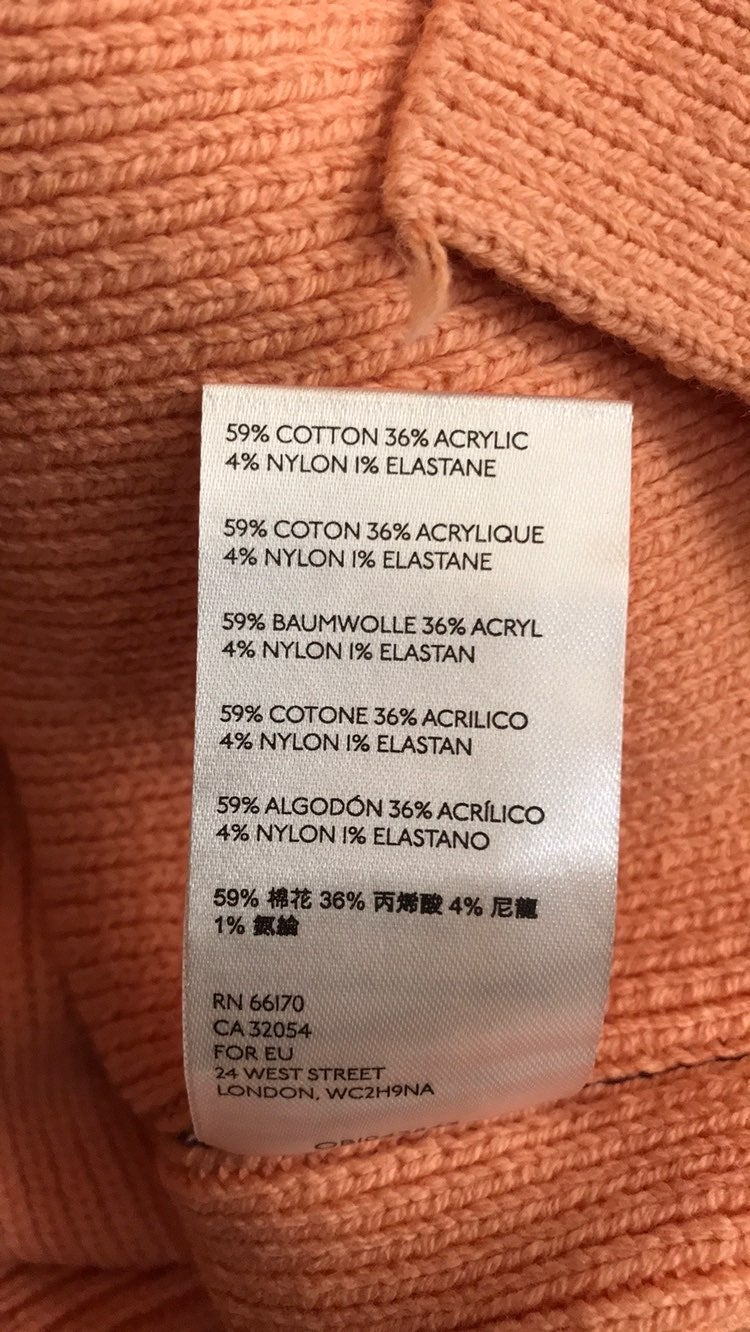 59% COTTON 36% ACRYLIC
4% NYLON 1% ELASTANE
59% COTON 36% ACRYLIQUE
4% NYLON 1% ELASTANE
59% BAUMWOLLE 36% ACRYL
4% NYLON 1% ELASTAN
59% COTONE 36% ACRILICO
4% NYLON 1% ELASTAN
59% ALGODÓN 36% ACRÍLICO
4% NYLON 1% ELASTANO
59% 棉花 36% 丙烯酸 4% 尼龍
1% 氨綸
RN 66170
CA 32054
FOR EU
24 WEST STREET
LONDON, WC2H9NA